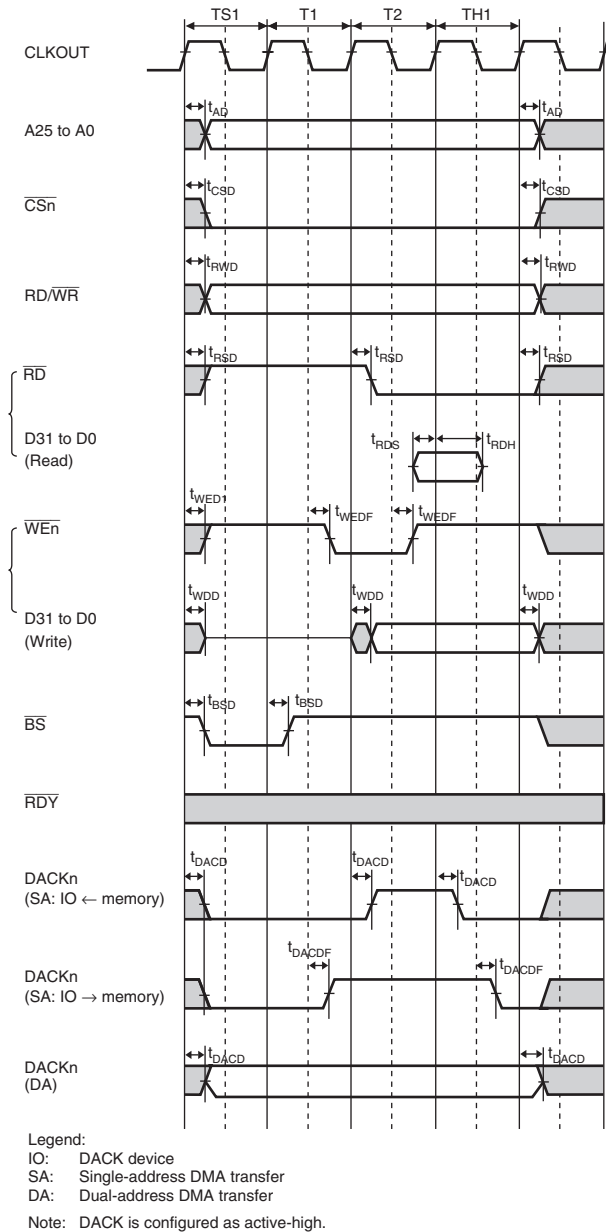 TS1 T1 T2 TH1
CLKOUT
tAD tAD
A25 to A0
tCSD tCSD
CSn
tRWD tRWD
RD/WR
tRSD tRSD tRSD
RD
D31 to D0
(Read)
tRDS tRDH
tWED1 tWEDF tWEDF
WEn
tWDD tWDD tWDD
D31 to D0
(Write)
tBSD tBSD
BS
RDY
tDACD tDACD tDACD
DACKn
(SA: IO ← memory)
tDACDF tDACDF
DACKn
(SA: IO → memory)
tDACD tDACD
DACKn
(DA)
Legend:
IO: DACK device
SA: Single-address DMA transfer
DA: Dual-address DMA transfer
Note: DACK is configured as active-high.